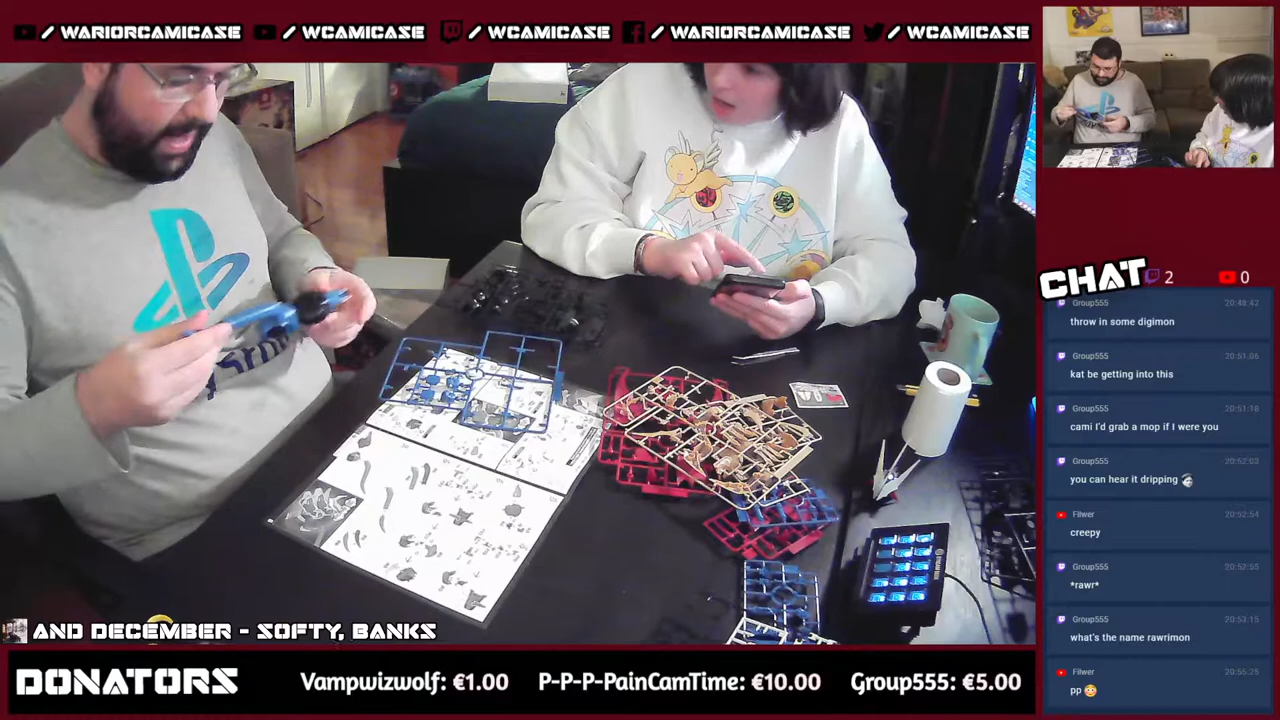 / WARIORCAMICASE
/ WCAMICASE
/ WCAMICASE
/ WARIORCAMICASE
/ WCAMICASE
CHAT
2
0
Group555 20:48:42
throw in some digimon
Group555 20:51:06
kat be getting into this
Group555 20:51:18
cami I'd grab a mop if I were you
Group555 20:52:03
you can hear it dripping
Filwer 20:52:54
creepy
Group555 20:52:55
*rawr*
Group555 20:53:15
what's the name rawrimon
Filwer 20:55:25
pp
AND DECEMBER - SOFTY, BANKS
DONATORS
Vampwizwolf: €1.00
P-P-P-PainCamTime: €10.00
Group555: €5.00